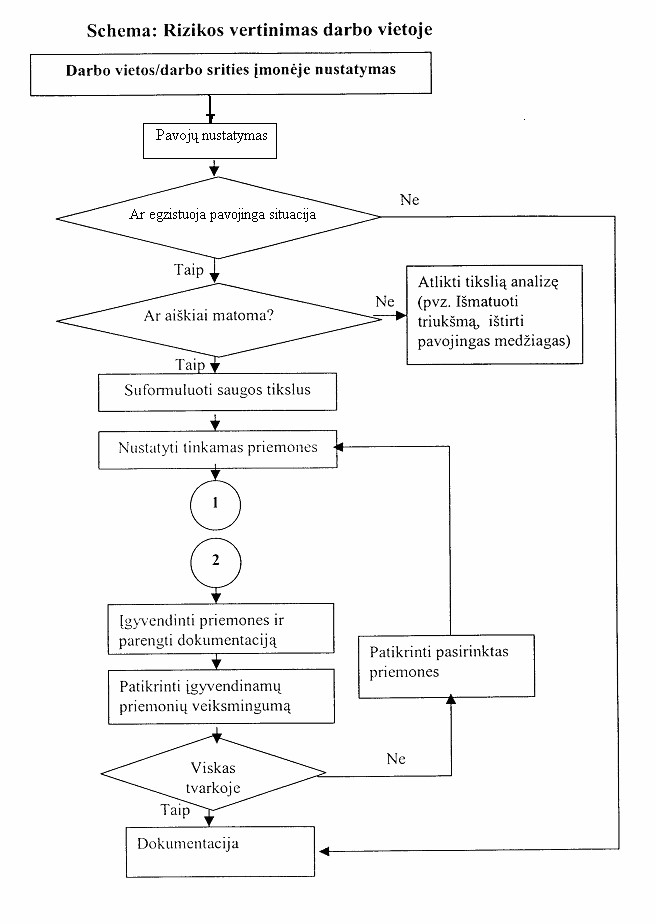 Schema: Rizikos vertinimas darbo vietoje
Darbo vietos/darbo srities įmonėje nustatymas
Pavojų nustatymas
Ar egzistuoja pavojinga situacija
Ne
Taip
Ar aiškiai matoma?
Ne
Atlikti tikslią analizę
(pvz. Išmatuoti
triukšmą, ištirti
pavojingas medžiagas)
Taip
Suformuluoti saugos tikslus
Nustatyti tinkamas priemones
1
2
Įgyvendinti priemones ir
parengti dokumentaciją
Patikrinti pasirinktas
priemones
Patikrinti įgyvendinamų
priemonių veiksmingumą
Viskas
tvarkoje
Ne
Taip
Dokumentacija